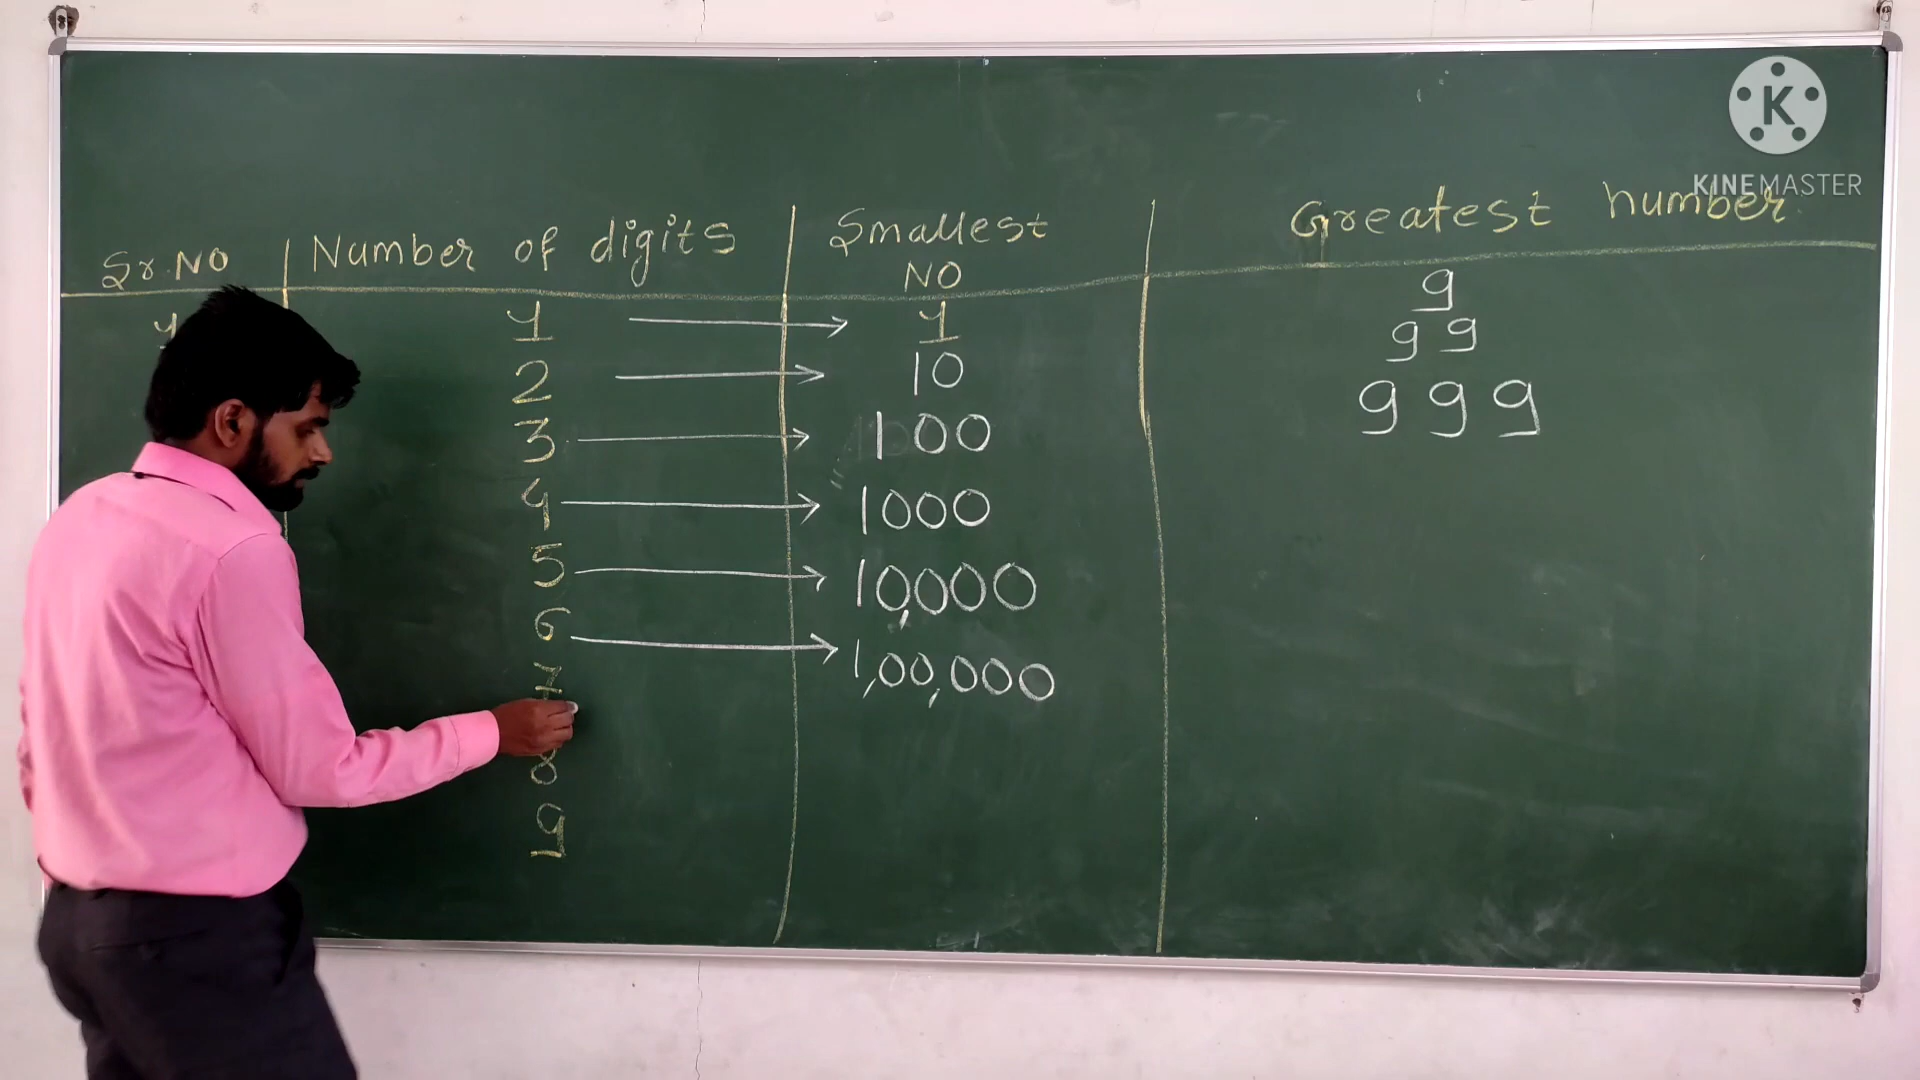 K
KINEMASTER
Sr.NO Number of digits Smallest NO Greatest number
1 1 9
2 10 99
3 100 999
4 1000
5 10,000
6 1,00,000
7
8
9